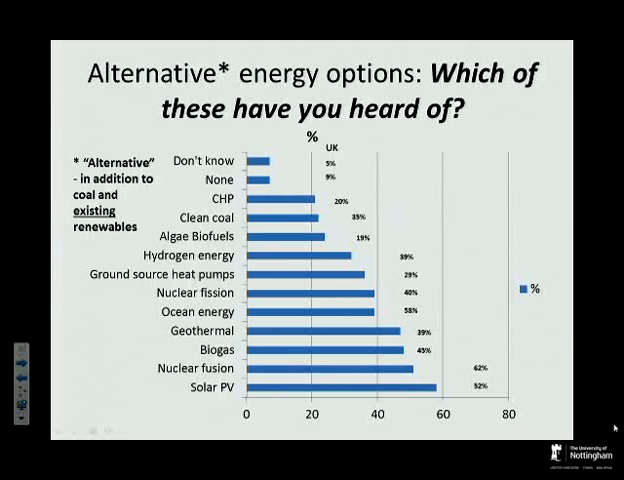 Alternative* energy options: Which of
these have you heard of?
%
UK
* "Alternative"
- in addition to
coal and
existing
renewables
Don't know 5%
None 9%
CHP 20%
Clean coal 35%
Algae Biofuels 19%
Hydrogen energy 39%
Ground source heat pumps 29%
Nuclear fission 40%
Ocean energy 58%
Geothermal 39%
Biogas 45%
Nuclear fusion 62%
Solar PV 52%
%
0 20 40 60 80
The University of
Nottingham